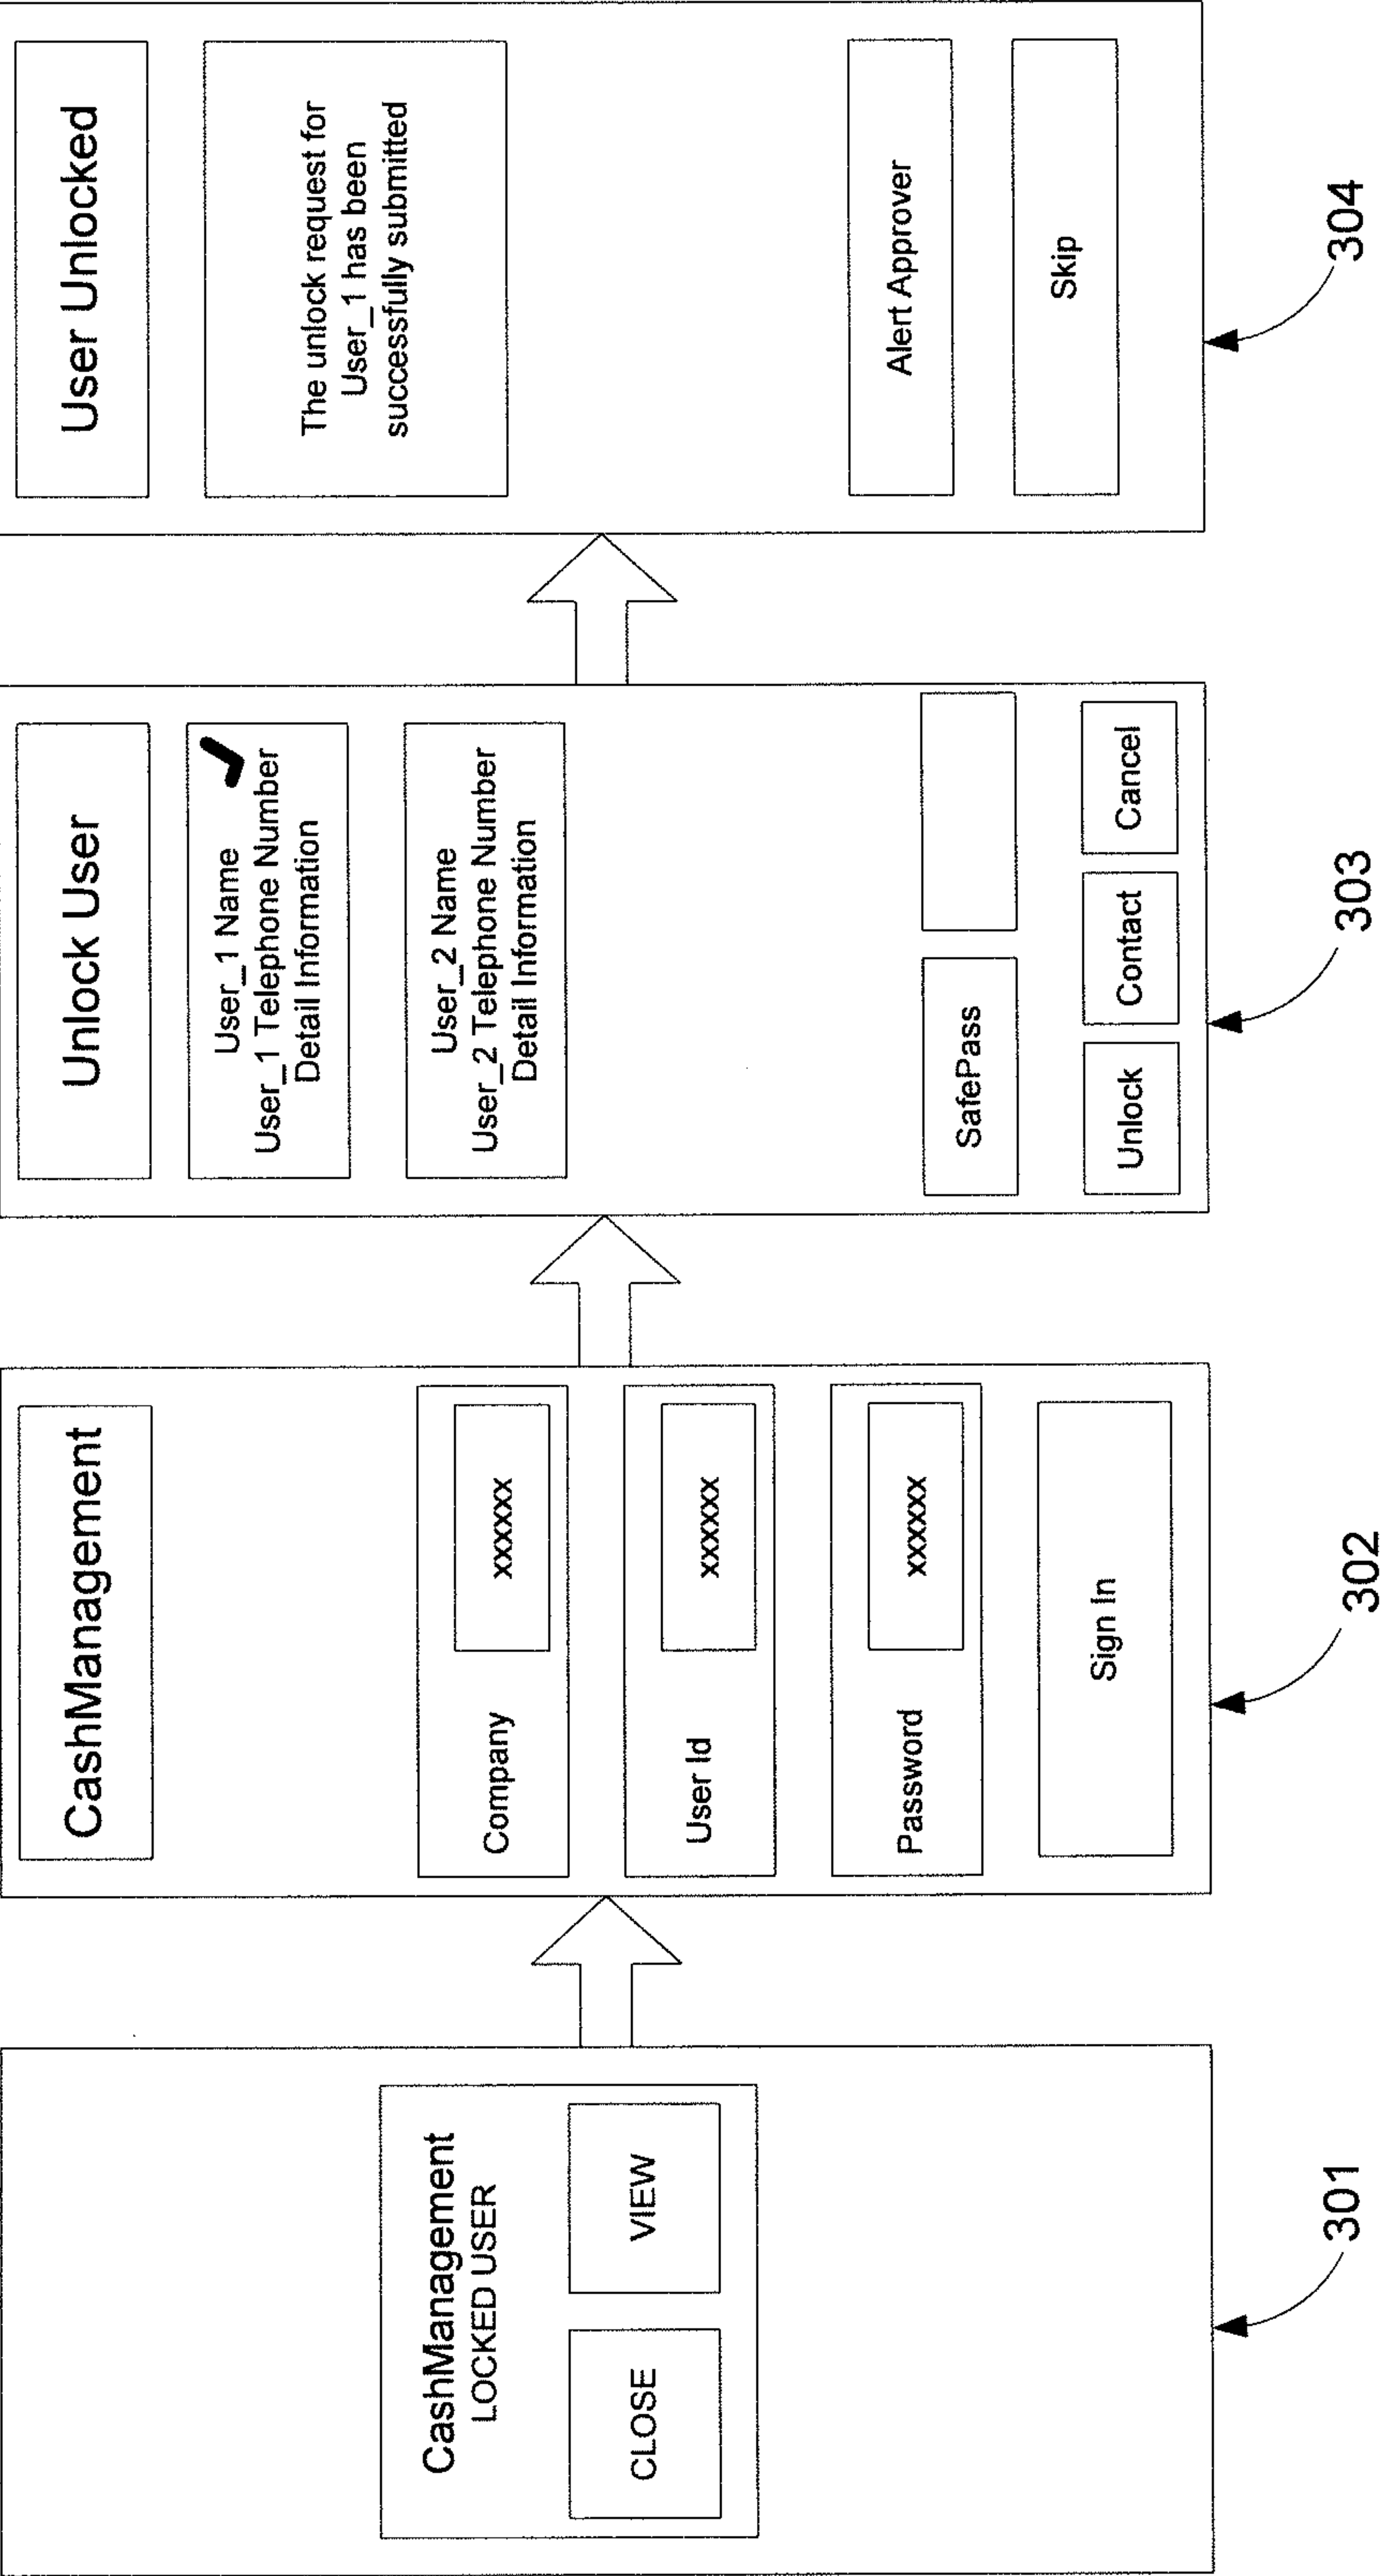 CashManagement
LOCKED USER
CLOSE
VIEW
301
CashManagement
Company
xxxxxx
User Id
xxxxxx
Password
xxxxxx
Sign In
302
Unlock User
User_1 Name
User_1 Telephone Number
Detail Information
User_2 Name
User_2 Telephone Number
Detail Information
SafePass
Unlock
Contact
Cancel
303
User Unlocked
The unlock request for
User_1 has been
successfully submitted
Alert Approver
Skip
304